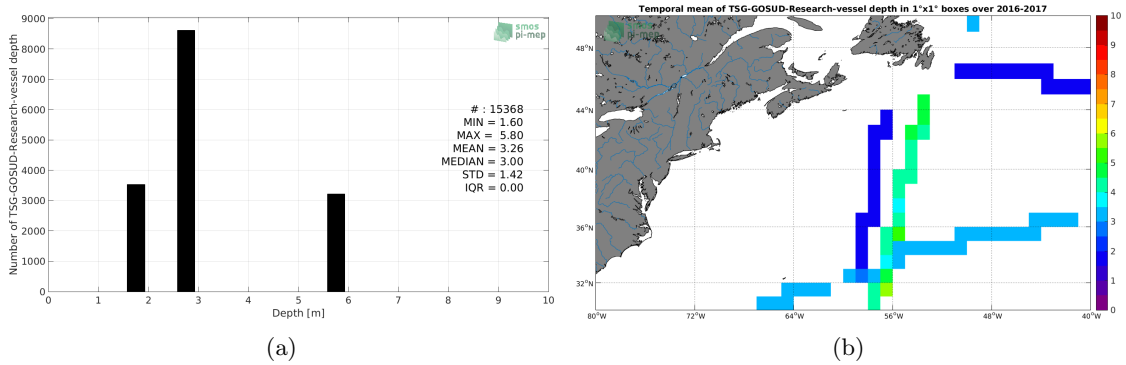 smos
pi-mep
9000
8000
7000
6000
5000
4000
3000
2000
1000
0
Number of TSG-GOSUD-Research-vessel depth
# : 15368
MIN = 1.60
MAX = 5.80
MEAN = 3.26
MEDIAN = 3.00
STD = 1.42
IQR = 0.00
0 1 2 3 4 5 6 7 8 9 10
Depth [m]
(a)
Temporal mean of TSG-GOSUD-Research-vessel depth in 1°x1° boxes over 2016-2017
smos
pi-mep
48°N
44°N
40°N
36°N
32°N
80°W 72°W 64°W 56°W 48°W 40°W
10
9
8
7
6
5
4
3
2
1
0
(b)